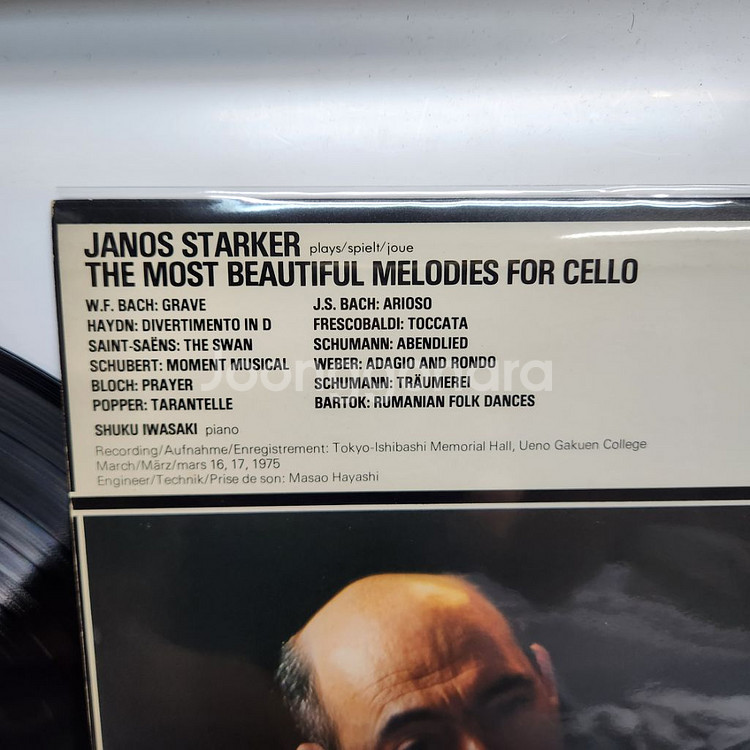 JANOS STARKER plays/spielt/joue
THE MOST BEAUTIFUL MELODIES FOR CELLO
W.F. BACH: GRAVE
HAYDN: DIVERTIMENTO IN D
SAINT-SAËNS: THE SWAN
SCHUBERT: MOMENT MUSICAL
BLOCH: PRAYER
POPPER: TARANTELLE
J.S. BACH: ARIOSO
FRESCOBALDI: TOCCATA
SCHUMANN: ABENDLIED
WEBER: ADAGIO AND RONDO
SCHUMANN: TRÄUMEREI
BARTOK: RUMANIAN FOLK DANCES
SHUKU IWASAKI piano
Recording/Aufnahme/Enregistrement: Tokyo-Ishibashi Memorial Hall, Ueno Gakuen College
March/März/mars 16, 17, 1975
Engineer/Technik/Prise de son: Masao Hayashi
Joonggonara